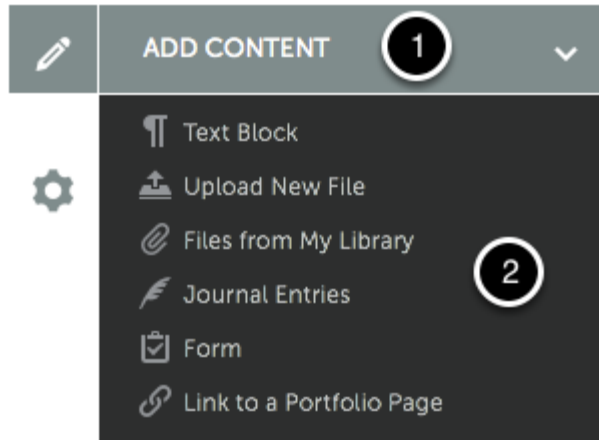 ADD CONTENT 1
Text Block
Upload New File
Files from My Library
2
Journal Entries
Form
Link to a Portfolio Page